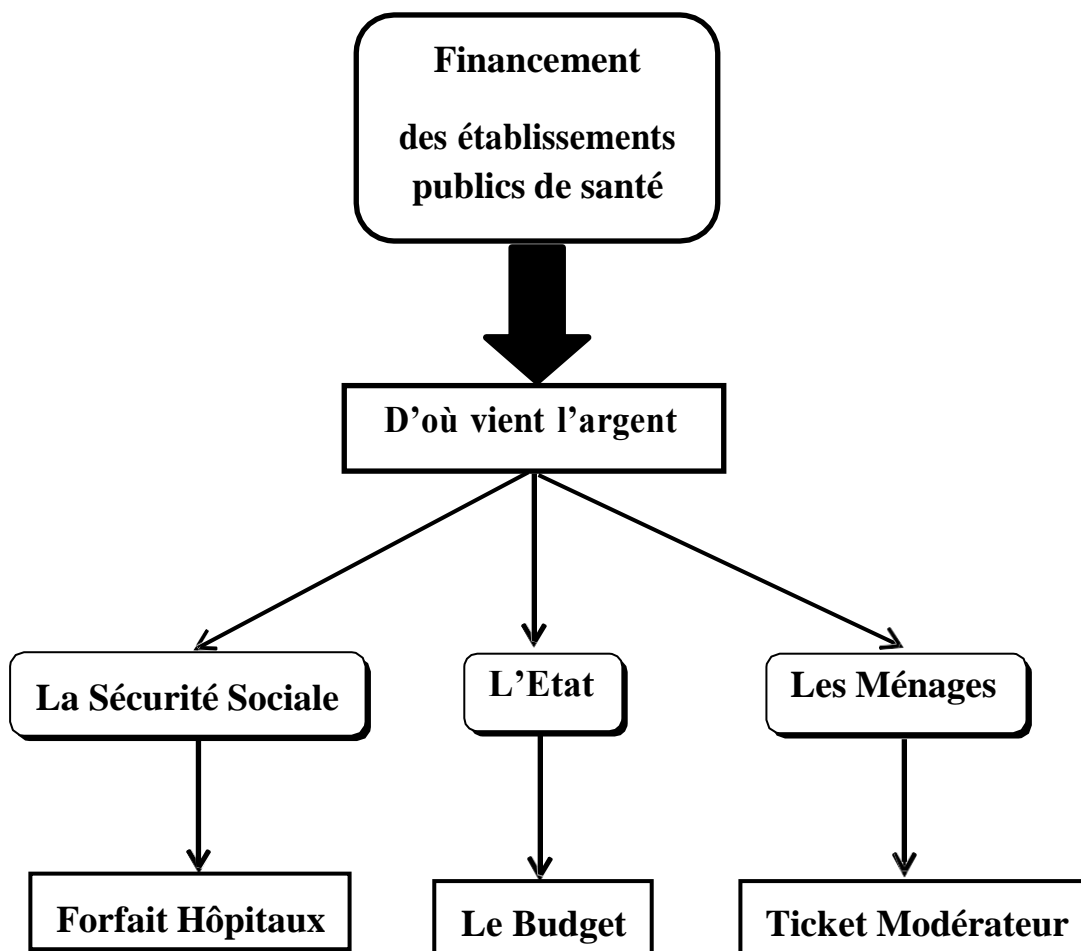 Financement
des établissements
publics de santé
D’où vient l’argent
La Sécurité Sociale
L’Etat
Les Ménages
Forfait Hôpitaux
Le Budget
Ticket Modérateur